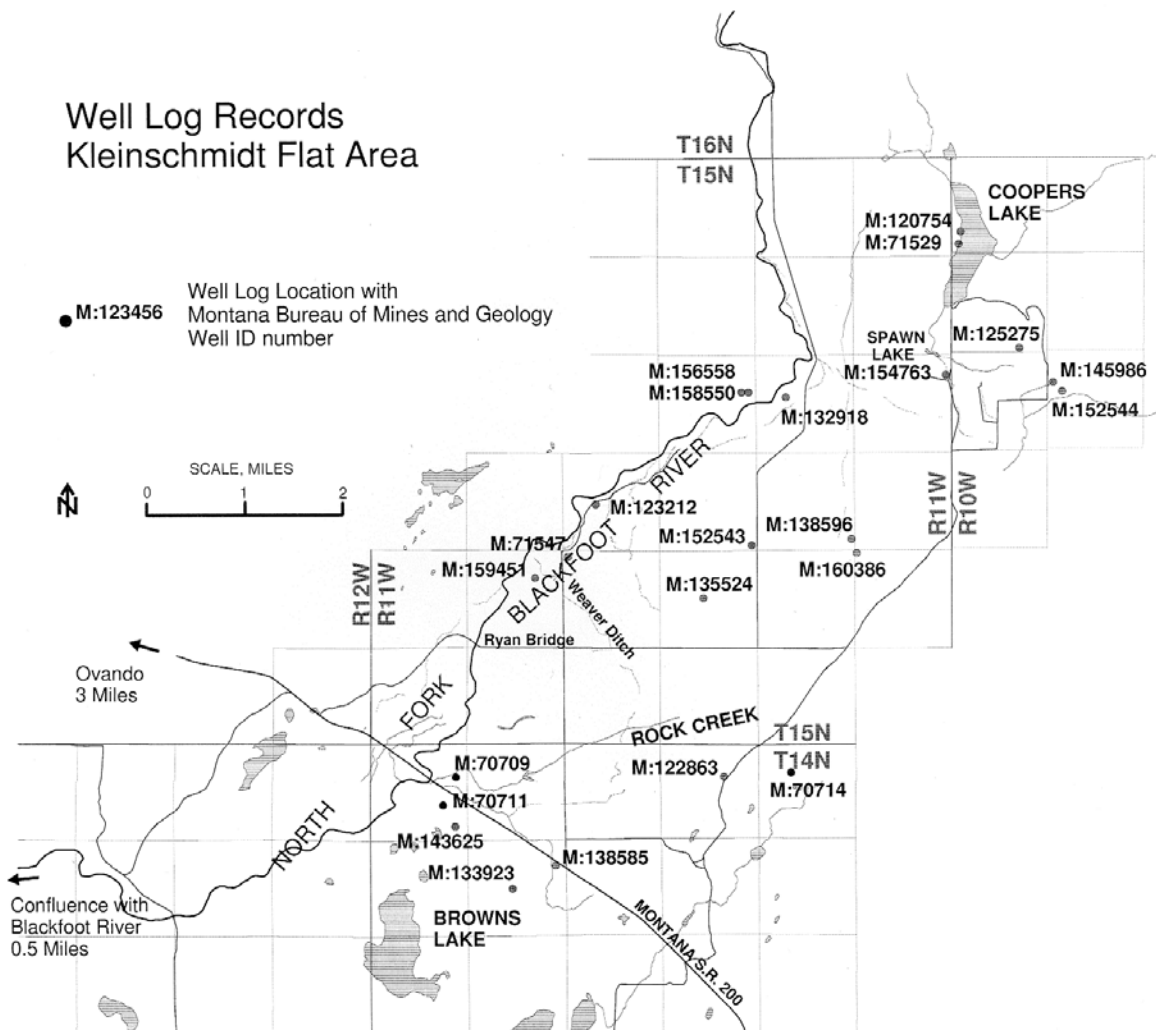 Well Log Records
Kleinschmidt Flat Area
T16N
T15N
COOPERS
LAKE
M:120754
M:71529
M:123456
Well Log Location with
Montana Bureau of Mines and Geology
Well ID number
SPAWN
LAKE
M:125275
M:156558
M:158550
M:154763
M:145986
M:152544
M:132918
SCALE, MILES
0 1 2
N
RIVER
R11W
R10W
M:123212
M:71547
M:152543
M:138596
M:159451
BLACKFOOT
M:160386
R12W
R11W
M:135524
Weaver Ditch
Ryan Bridge
Ovando
3 Miles
FORK
ROCK CREEK
T15N
T14N
M:70709
M:122863
M:70714
M:70711
NORTH
M:143625
M:138585
M:133923
Confluence with
Blackfoot River
0.5 Miles
BROWNS
LAKE
MONTANA S.R. 200